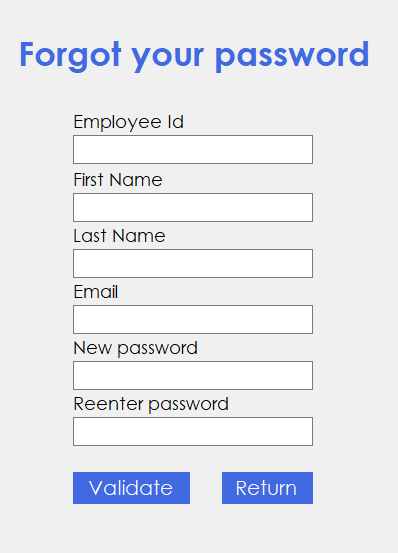 Forgot your password
Employee Id
First Name
Last Name
Email
New password
Reenter password
Validate Return